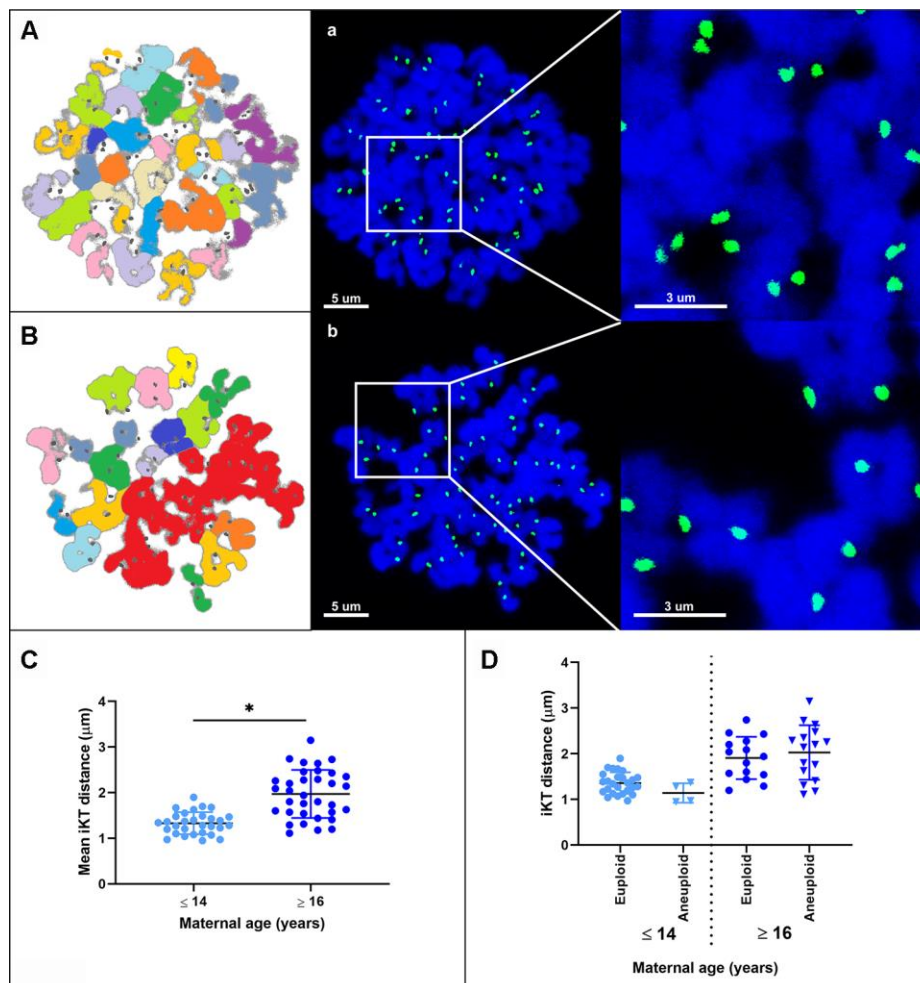 A
a
5 um
3 um
B
b
5 um
3 um
C
Mean iKT distance (μm)
4
3
2
1
0
*
≤ 14
≥ 16
Maternal age (years)
D
iKT distance (μm)
4
3
2
1
0
Euploid
Aneuploid
Euploid
Aneuploid
≤ 14
≥ 16
Maternal age (years)